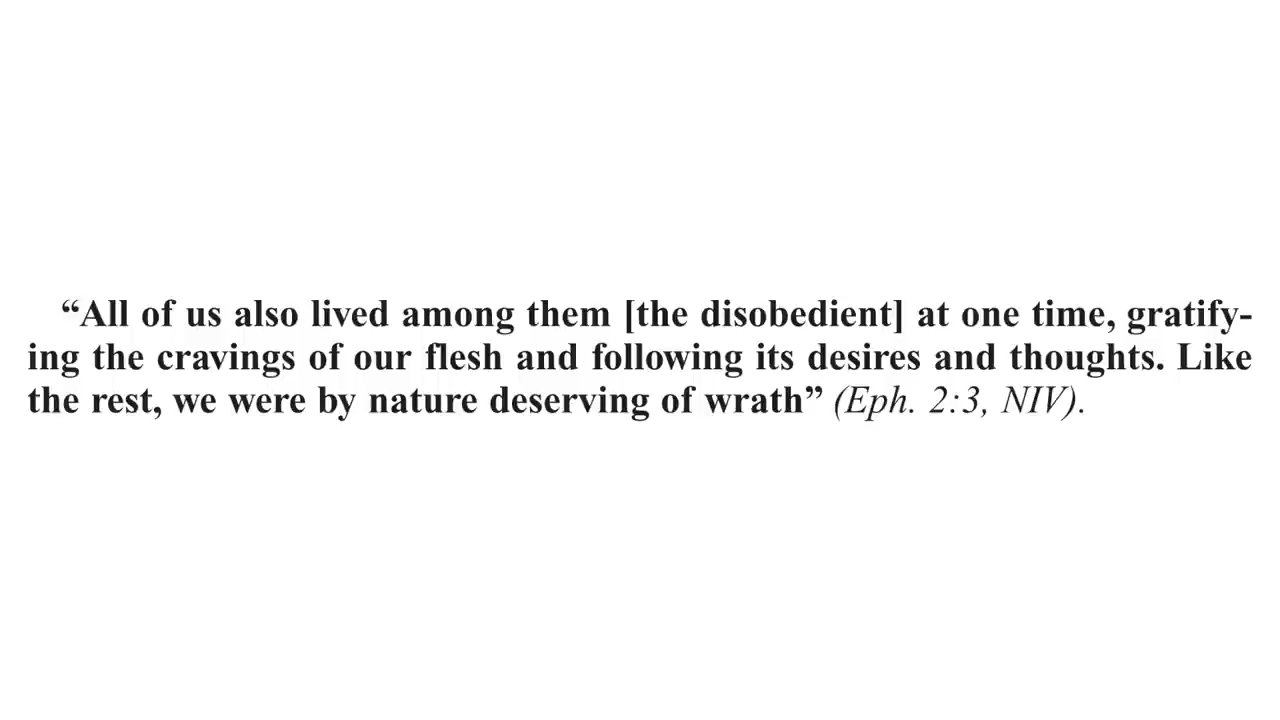 “All of us also lived among them [the disobedient] at one time, gratify-
ing the cravings of our flesh and following its desires and thoughts. Like
the rest, we were by nature deserving of wrath” (Eph. 2:3, NIV).